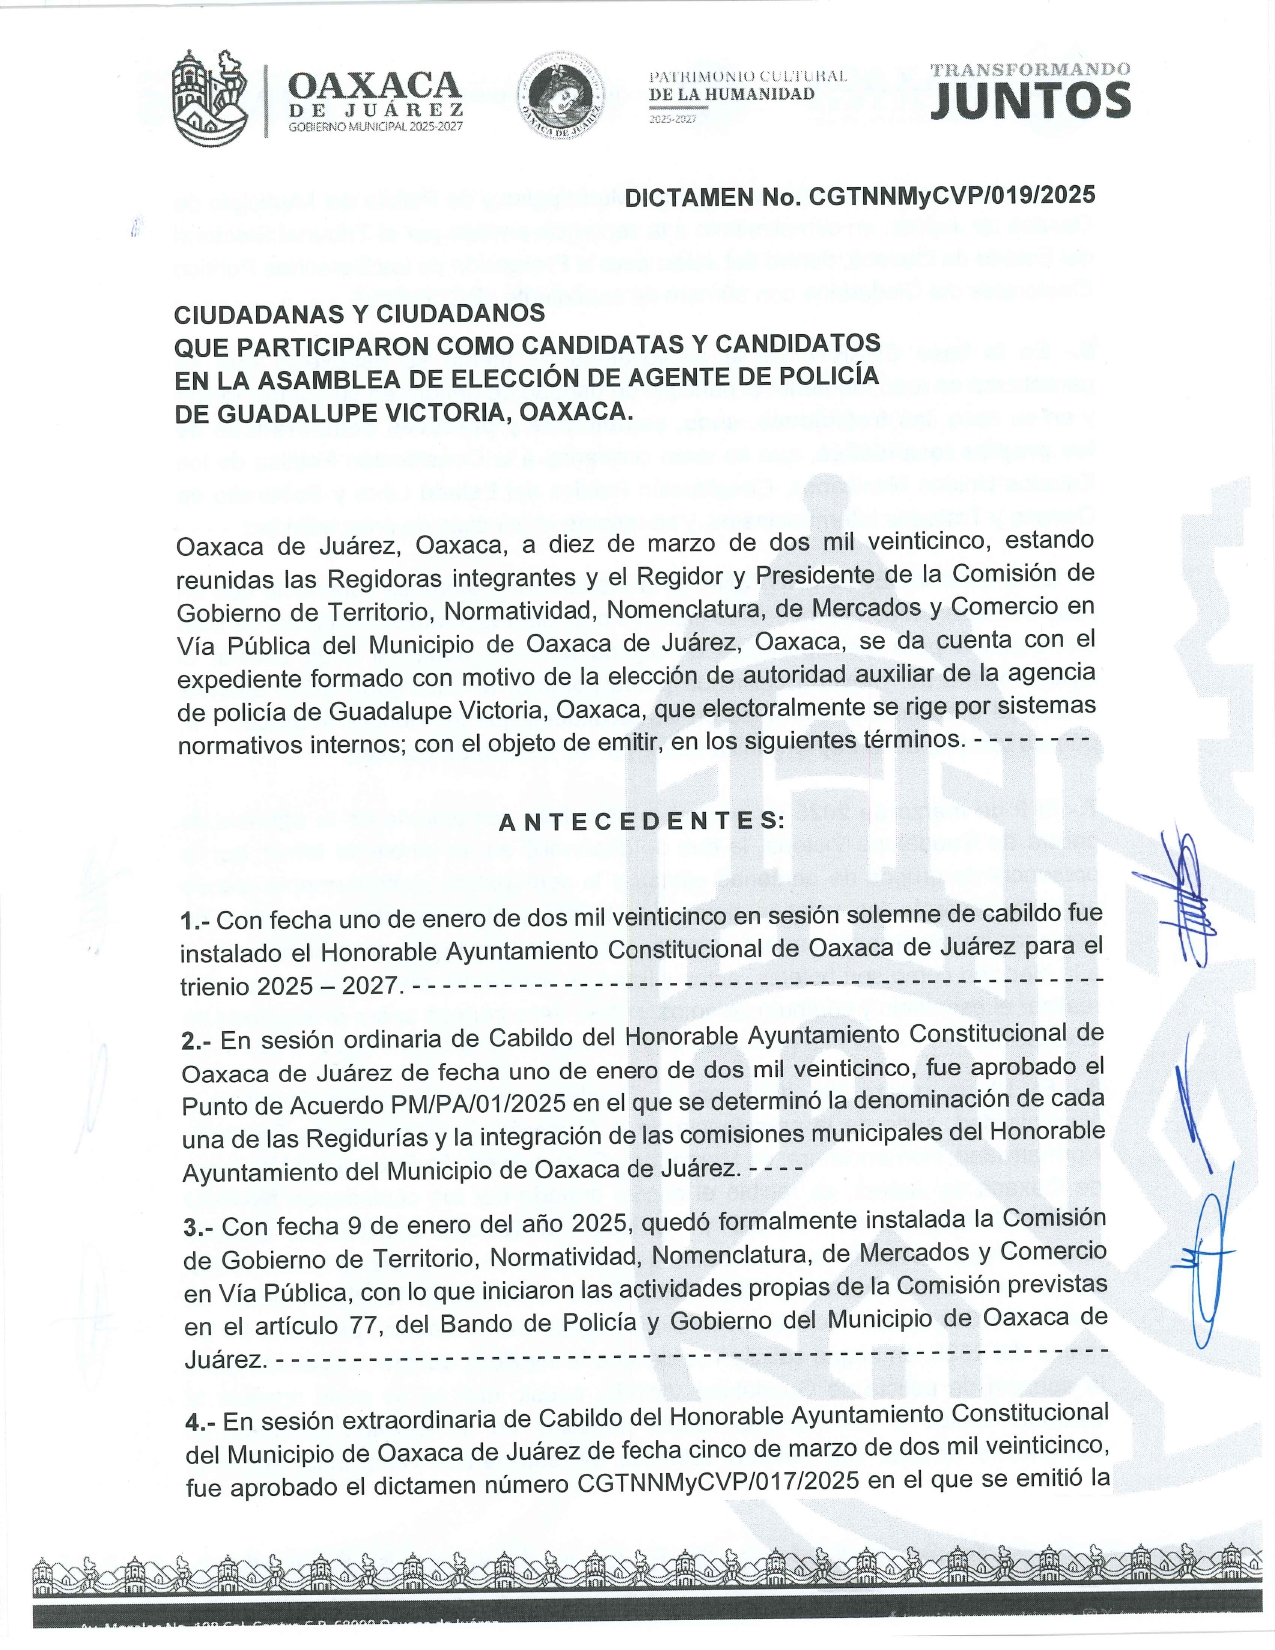 OAXACA
DE JUÁREZ
GOBIERNO MUNICIPAL 2025-2027
OAXACA DE JUÁREZ
PATRIMONIO CULTURAL
DE LA HUMANIDAD
2025-2027
TRANSFORMANDO
JUNTOS
DICTAMEN No. CGTNNMyCVP/019/2025
CIUDADANAS Y CIUDADANOS
QUE PARTICIPARON COMO CANDIDATAS Y CANDIDATOS
EN LA ASAMBLEA DE ELECCIÓN DE AGENTE DE POLICÍA
DE GUADALUPE VICTORIA, OAXACA.
Oaxaca de Juárez, Oaxaca, a diez de marzo de dos mil veinticinco, estando
reunidas las Regidoras integrantes y el Regidor y Presidente de la Comisión de
Gobierno de Territorio, Normatividad, Nomenclatura, de Mercados y Comercio en
Vía Pública del Municipio de Oaxaca de Juárez, Oaxaca, se da cuenta con el
expediente formado con motivo de la elección de autoridad auxiliar de la agencia
de policía de Guadalupe Victoria, Oaxaca, que electoralmente se rige por sistemas
normativos internos; con el objeto de emitir, en los siguientes términos. - - - - - - - -
A N T E C E D E N T E S:
1.- Con fecha uno de enero de dos mil veinticinco en sesión solemne de cabildo fue
instalado el Honorable Ayuntamiento Constitucional de Oaxaca de Juárez para el
trienio 2025 – 2027. - - - - - - - - - - - - - - - - - - - - - - - - - - - - - - - - - - - - - - - - - - - - - - - - - - - - -
2.- En sesión ordinaria de Cabildo del Honorable Ayuntamiento Constitucional de
Oaxaca de Juárez de fecha uno de enero de dos mil veinticinco, fue aprobado el
Punto de Acuerdo PM/PA/01/2025 en el que se determinó la denominación de cada
una de las Regidurías y la integración de las comisiones municipales del Honorable
Ayuntamiento del Municipio de Oaxaca de Juárez. - - - -
3.- Con fecha 9 de enero del año 2025, quedó formalmente instalada la Comisión
de Gobierno de Territorio, Normatividad, Nomenclatura, de Mercados y Comercio
en Vía Pública, con lo que iniciaron las actividades propias de la Comisión previstas
en el artículo 77, del Bando de Policía y Gobierno del Municipio de Oaxaca de
Juárez. - - - - - - - - - - - - - - - - - - - - - - - - - - - - - - - - - - - - - - - - - - - - - - - - - - - - - - - - - - - - - - - -
4.- En sesión extraordinaria de Cabildo del Honorable Ayuntamiento Constitucional
del Municipio de Oaxaca de Juárez de fecha cinco de marzo de dos mil veinticinco,
fue aprobado el dictamen número CGTNNMyCVP/017/2025 en el que se emitió la